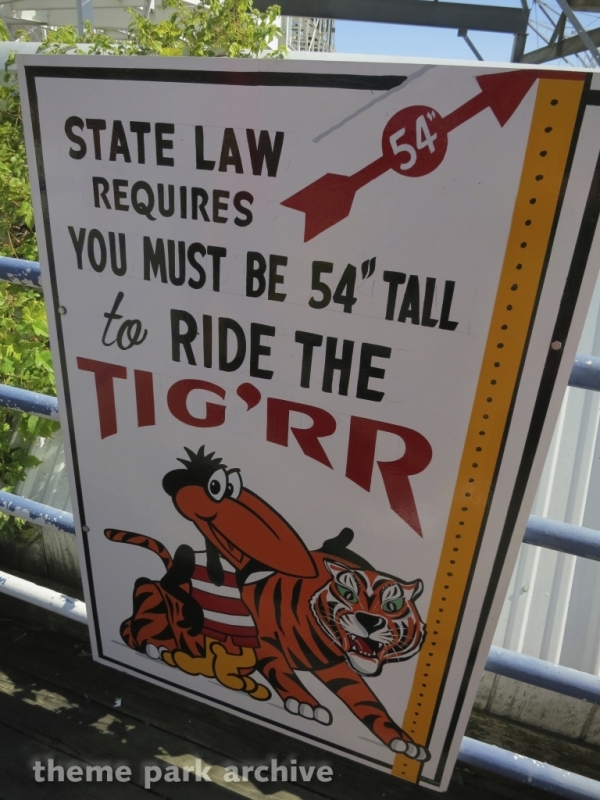 STATE LAW
REQUIRES
YOU MUST BE 54" TALL
to RIDE THE
TIG'RR
54"
theme park archive